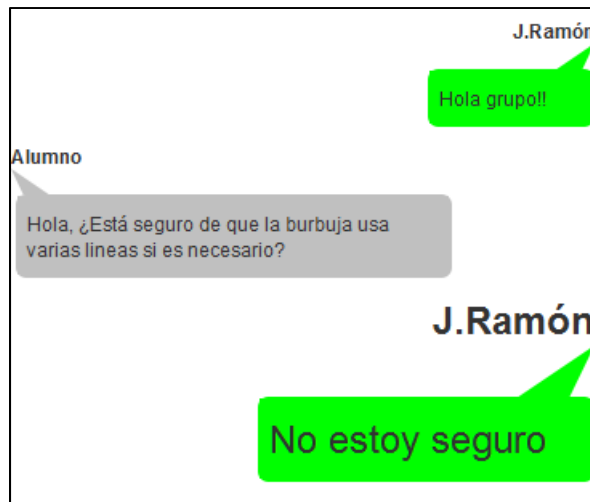 J.Ramón
Hola grupo!!
Alumno
Hola, ¿Está seguro de que la burbuja usa
varias lineas si es necesario?
J.Ramón
No estoy seguro